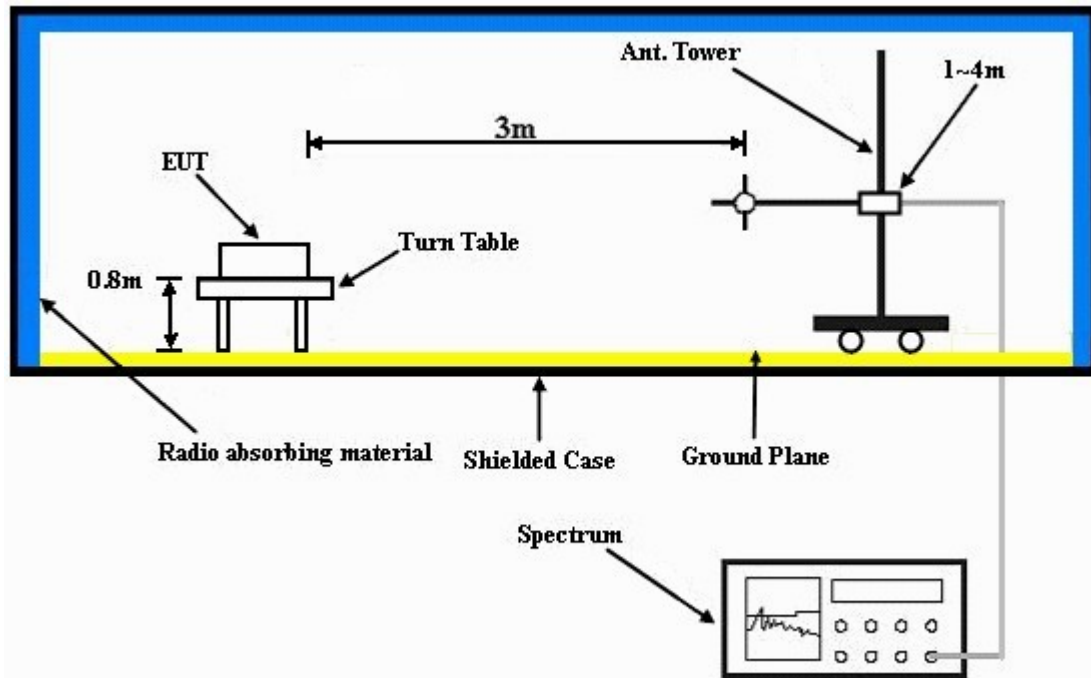 Ant. Tower
1~4m
3m
EUT
Turn Table
0.8m
Radio absorbing material
Shielded Case
Ground Plane
Spectrum